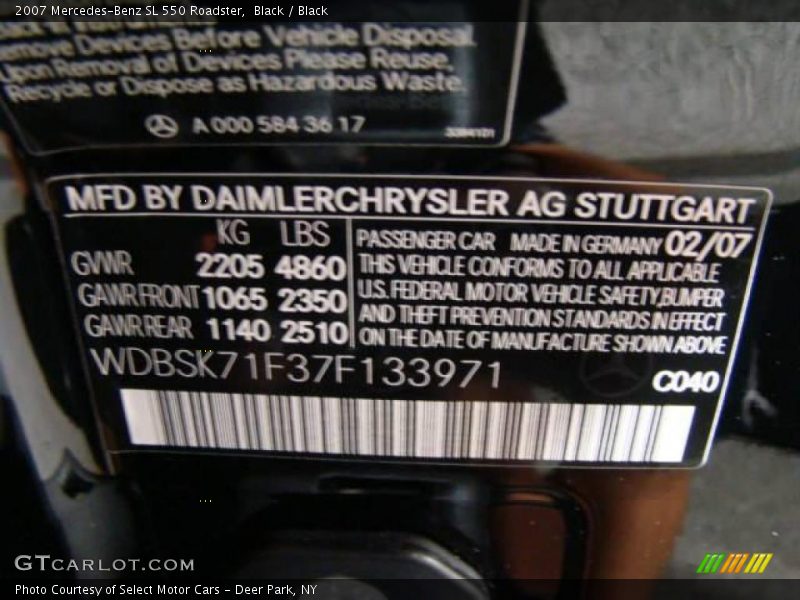 2007 Mercedes-Benz SL 550 Roadster, Black / Black
Remove Devices Before Vehicle Disposal.
Upon Removal of Devices Please Reuse,
Recycle or Dispose as Hazardous Waste.
A 000 584 36 17
MFD BY DAIMLERCHRYSLER AG STUTTGART
KG LBS
GVWR 2205 4860
GAWR FRONT 1065 2350
GAWR REAR 1140 2510
PASSENGER CAR MADE IN GERMANY 02/07
THIS VEHICLE CONFORMS TO ALL APPLICABLE
U.S. FEDERAL MOTOR VEHICLE SAFETY, BUMPER
AND THEFT PREVENTION STANDARDS IN EFFECT
ON THE DATE OF MANUFACTURE SHOWN ABOVE
WDBSK71F37F133971
C040
GTCARLOT.COM
Photo Courtesy of Select Motor Cars - Deer Park, NY